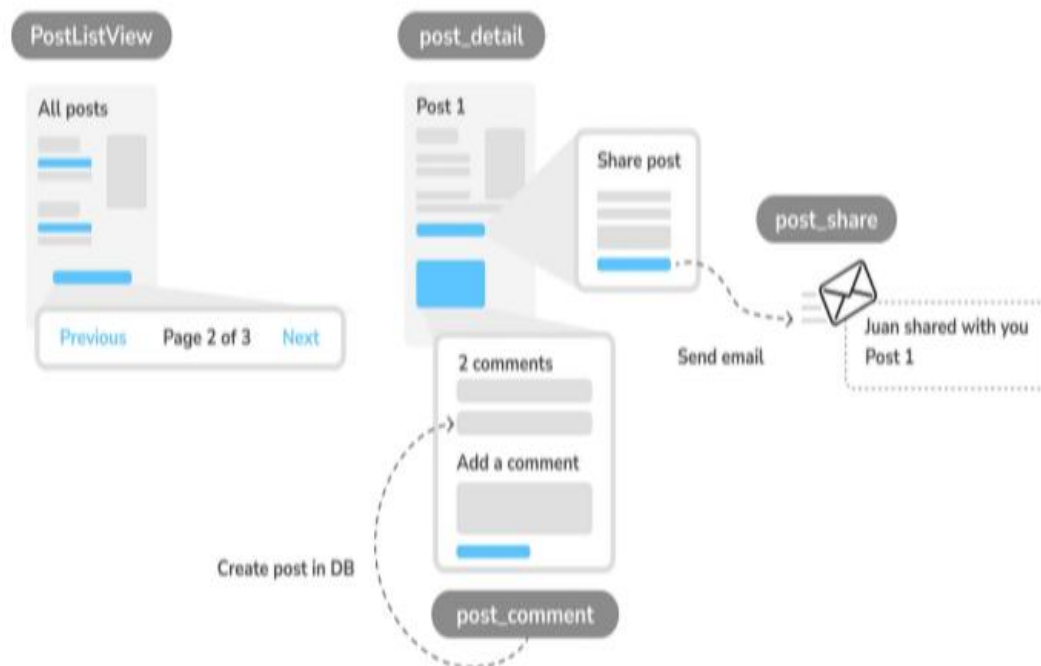 PostListView
All posts
Previous Page 2 of 3 Next
post_detail
Post 1
Share post
post_share
Send email
Juan shared with you
Post 1
2 comments
Add a comment
Create post in DB
post_comment